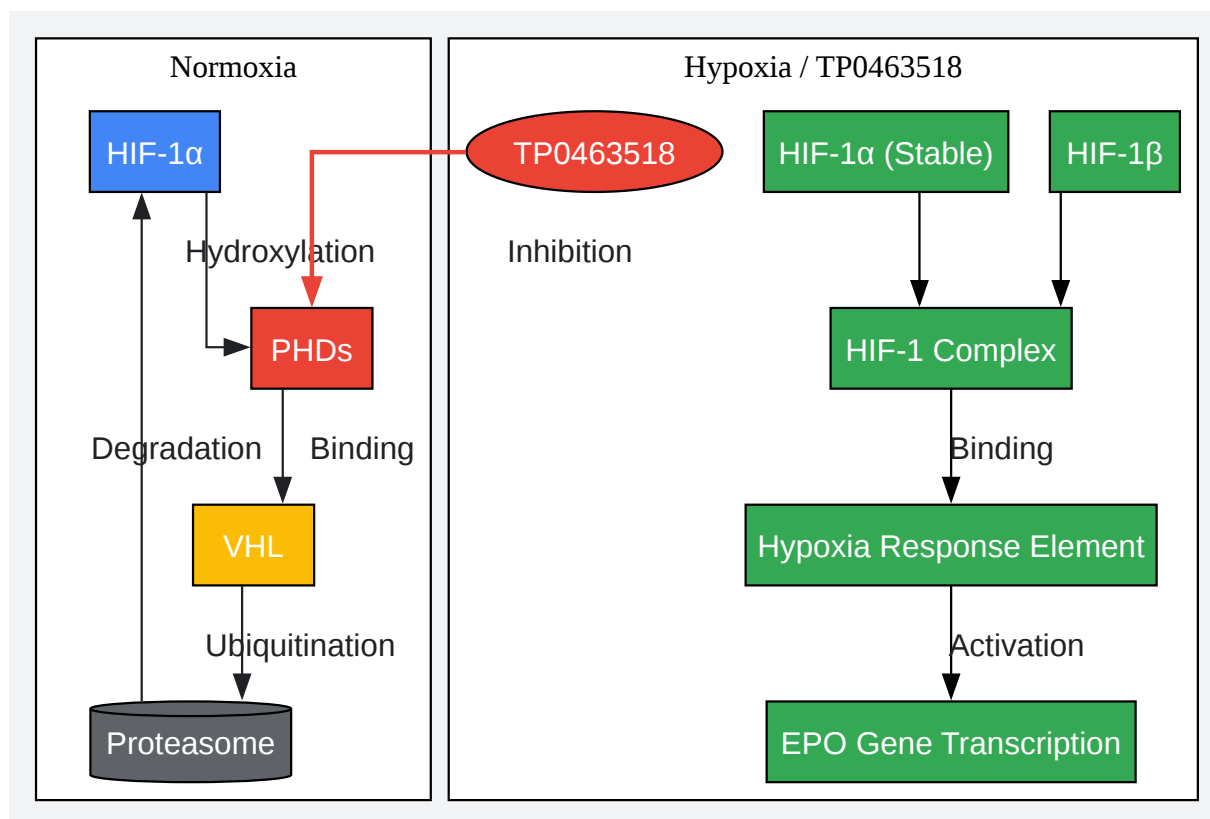 Normoxia
HIF-1α
Hydroxylation
PHDs
Degradation
Binding
VHL
Ubiquitination
Proteasome
Hypoxia / TP0463518
TP0463518
HIF-1α (Stable)
HIF-1β
Inhibition
HIF-1 Complex
Binding
Hypoxia Response Element
Activation
EPO Gene Transcription